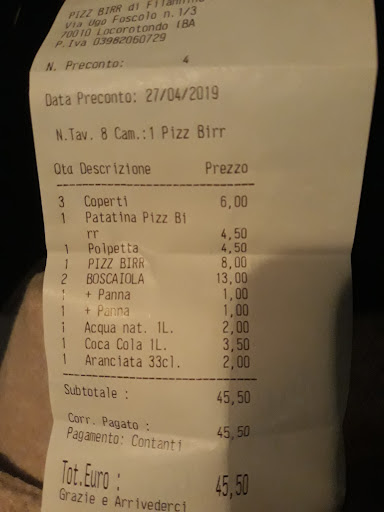 PIZZ BIRR di Filannino
Via Ugo Foscolo n.1/3
70010 Locorotondo (BA
P.Iva 03982060729
N. Preconto: 4
Data Preconto: 27/04/2019
N.Tav. 8 Cam.:1 Pizz Birr
Qta Descrizione Prezzo
3 Coperti 6,00
1 Patatina Pizz Bi
rr 4,50
1 Polpetta 4,50
1 PIZZ BIRR 8,00
2 BOSCAIOLA 13,00
1 + Panna 1,00
1 + Panna 1,00
1 Acqua nat. 1L. 2,00
1 Coca Cola 1L. 3,50
1 Aranciata 33cl. 2,00
Subtotale : 45,50
Corr. Pagato : 45,50
Pagamento: Contanti
Tot.Euro : 45,50
Grazie e Arrivederci